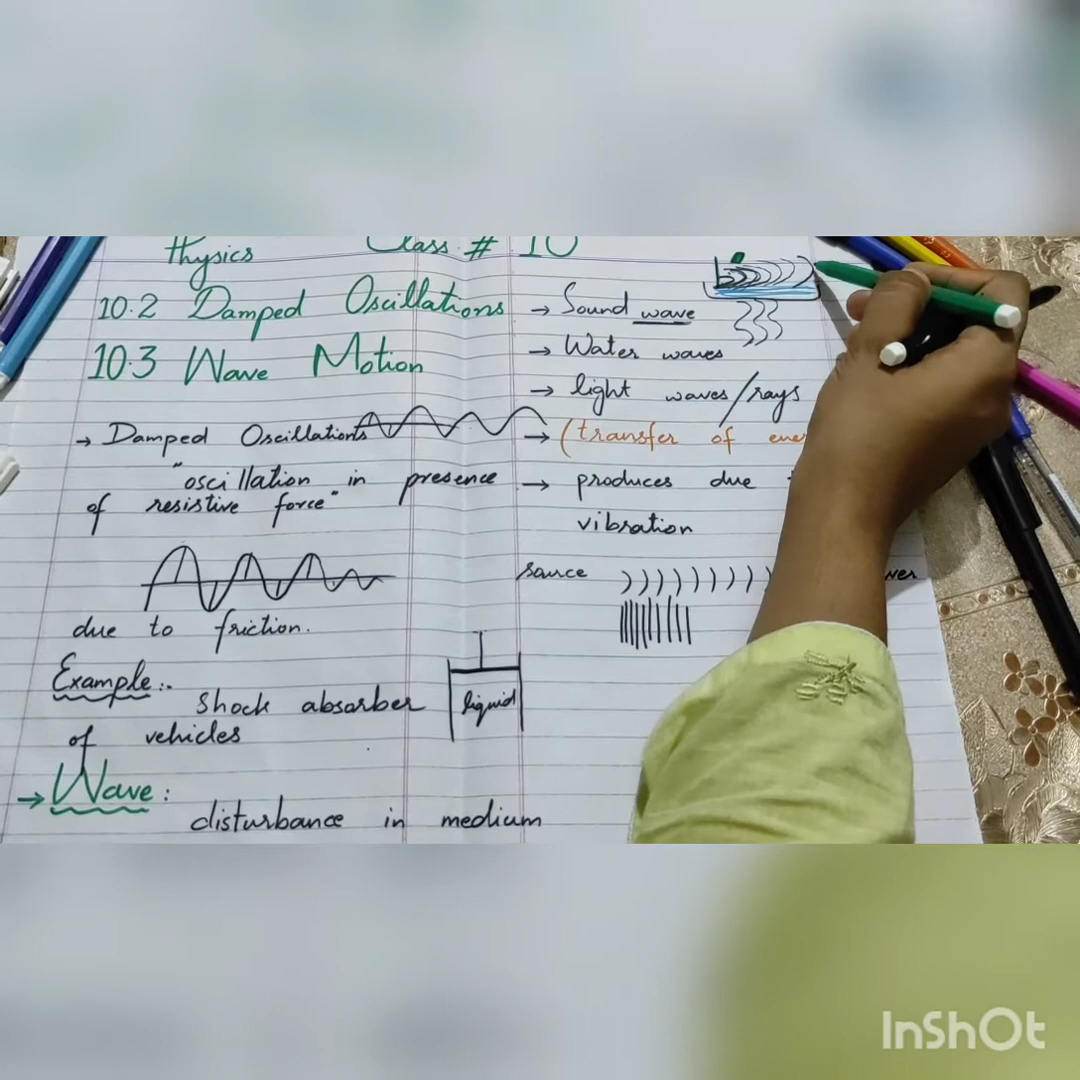 Physics Class # 10
10.2 Damped Oscillations
10.3 Wave Motion
→ Damped Oscillations
"oscillation in presence
of resistive force"
due to friction.
Example:-
Shock absorber
of vehicles
liquid
→ Wave:
disturbance in medium
→ Sound wave
→ Water waves
→ light waves/rays
→ (transfer of
→ produces due
vibration
source
InShOt